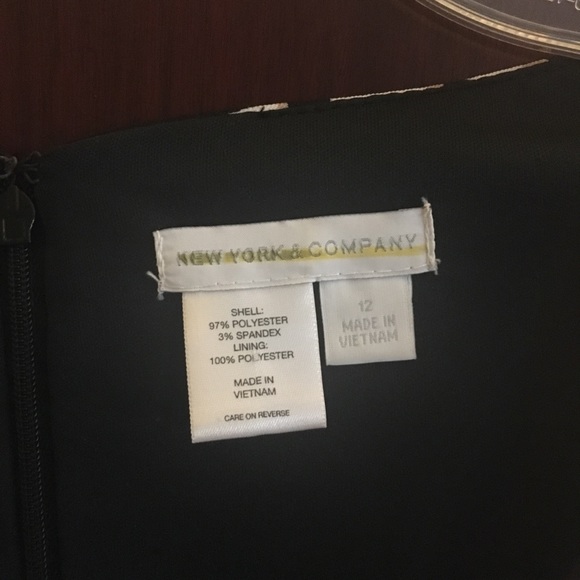 NEW YORK & COMPANY
SHELL:
97% POLYESTER
3% SPANDEX
LINING:
100% POLYESTER
MADE IN
VIETNAM
CARE ON REVERSE
12
MADE IN
VIETNAM